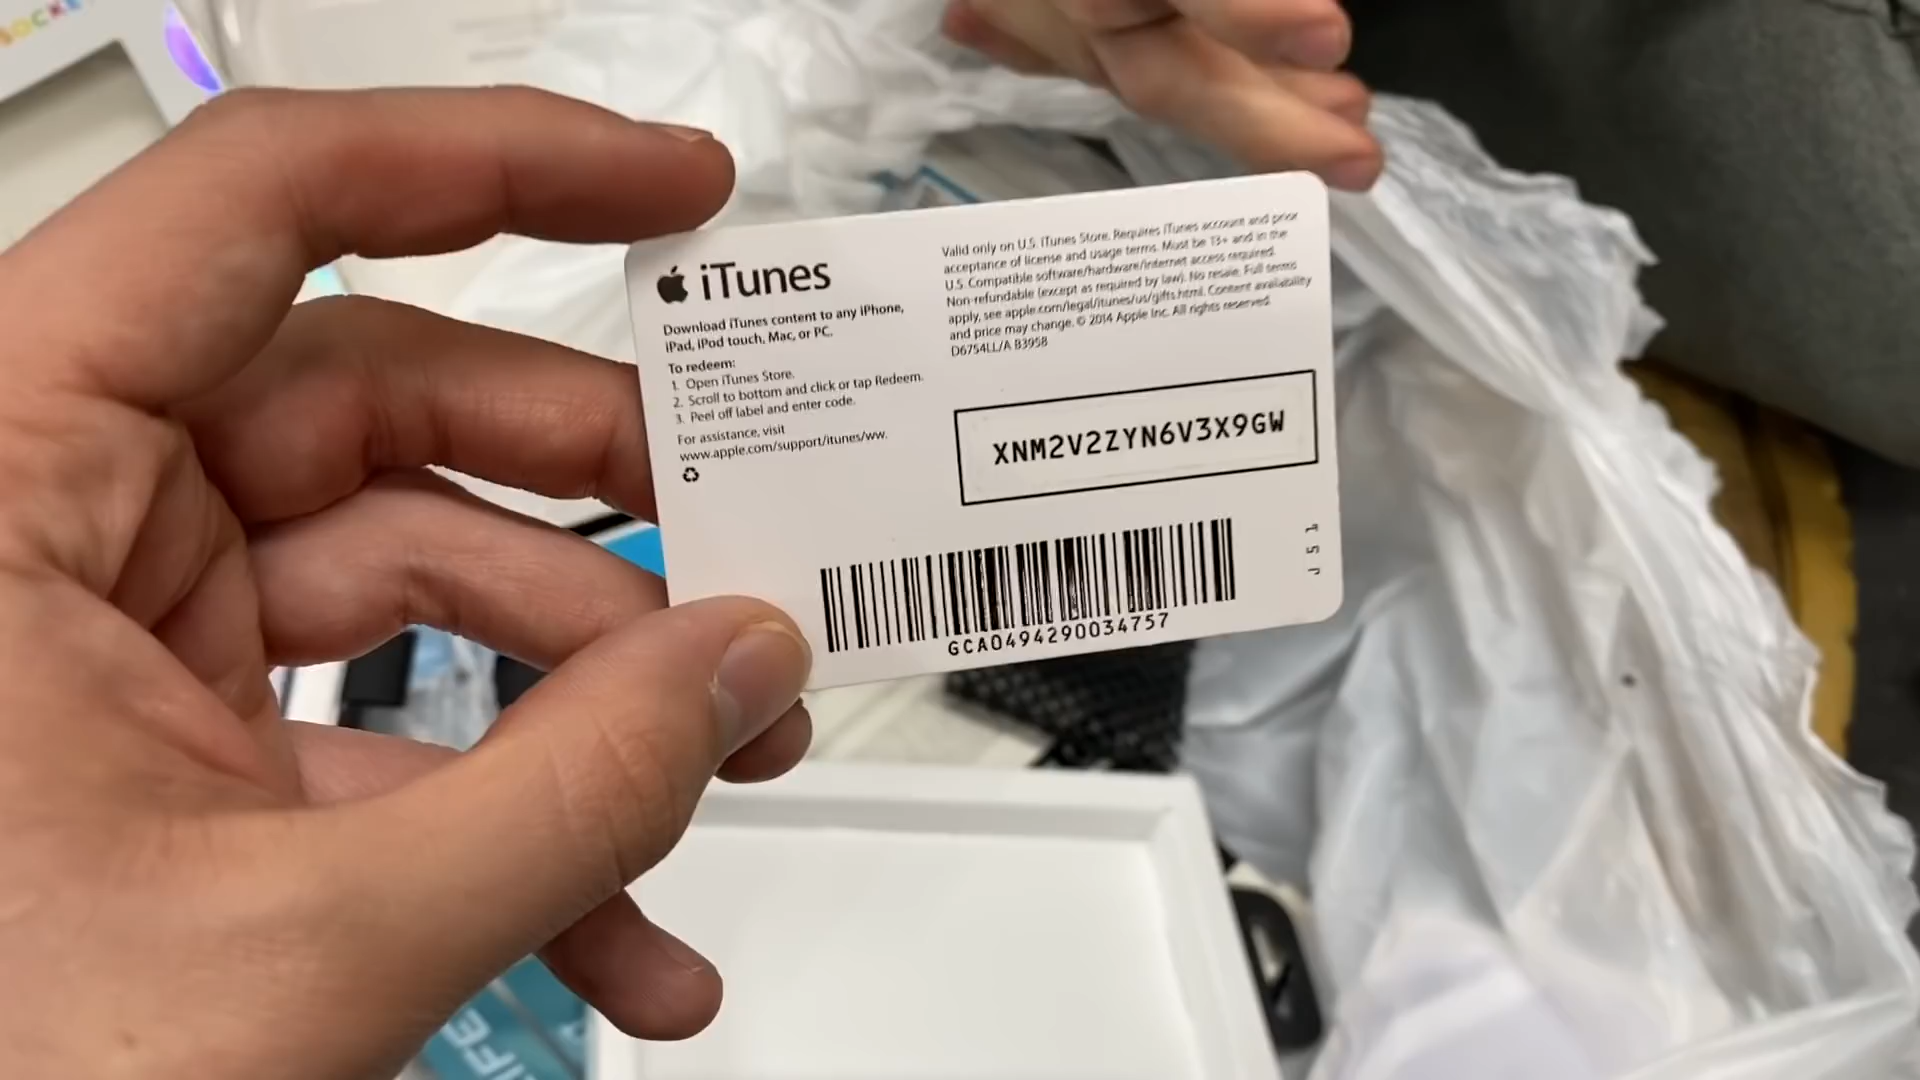 SOCKE
iTunes
Download iTunes content to any iPhone,
iPad, iPod touch, Mac, or PC.
To redeem:
1. Open iTunes Store.
2. Scroll to bottom and click or tap Redeem.
3. Peel off label and enter code.
For assistance, visit
www.apple.com/support/itunes/ww.
Valid only on U.S. iTunes Store. Requires iTunes account and prior
acceptance of license and usage terms. Must be 13+ and in the
U.S. Compatible software/hardware/internet access required.
Non-refundable (except as required by law). No resale. Full terms
apply, see apple.com/legal/itunes/us/gifts.html. Content availability
and price may change. © 2014 Apple Inc. All rights reserved.
D6754LL/A B3958
XNM2V2ZYN6V3X9GW
J51
GCA0494290034757
IFE